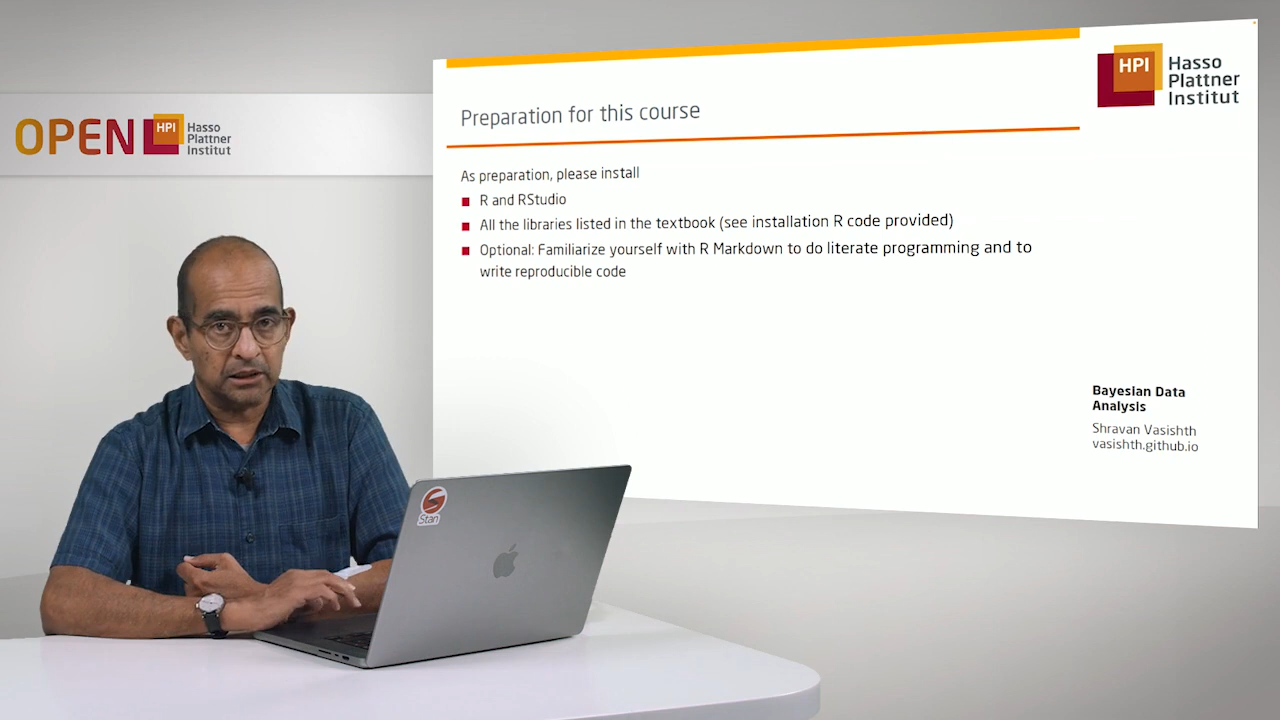 OPEN HPI Hasso
Plattner
Institut
Preparation for this course
HPI Hasso
Plattner
Institut
As preparation, please install
R and RStudio
All the libraries listed in the textbook (see installation R code provided)
Optional: Familiarize yourself with R Markdown to do literate programming and to
write reproducible code
Bayesian Data
Analysis
Shravan Vasishth
vasishth.github.io
Stan